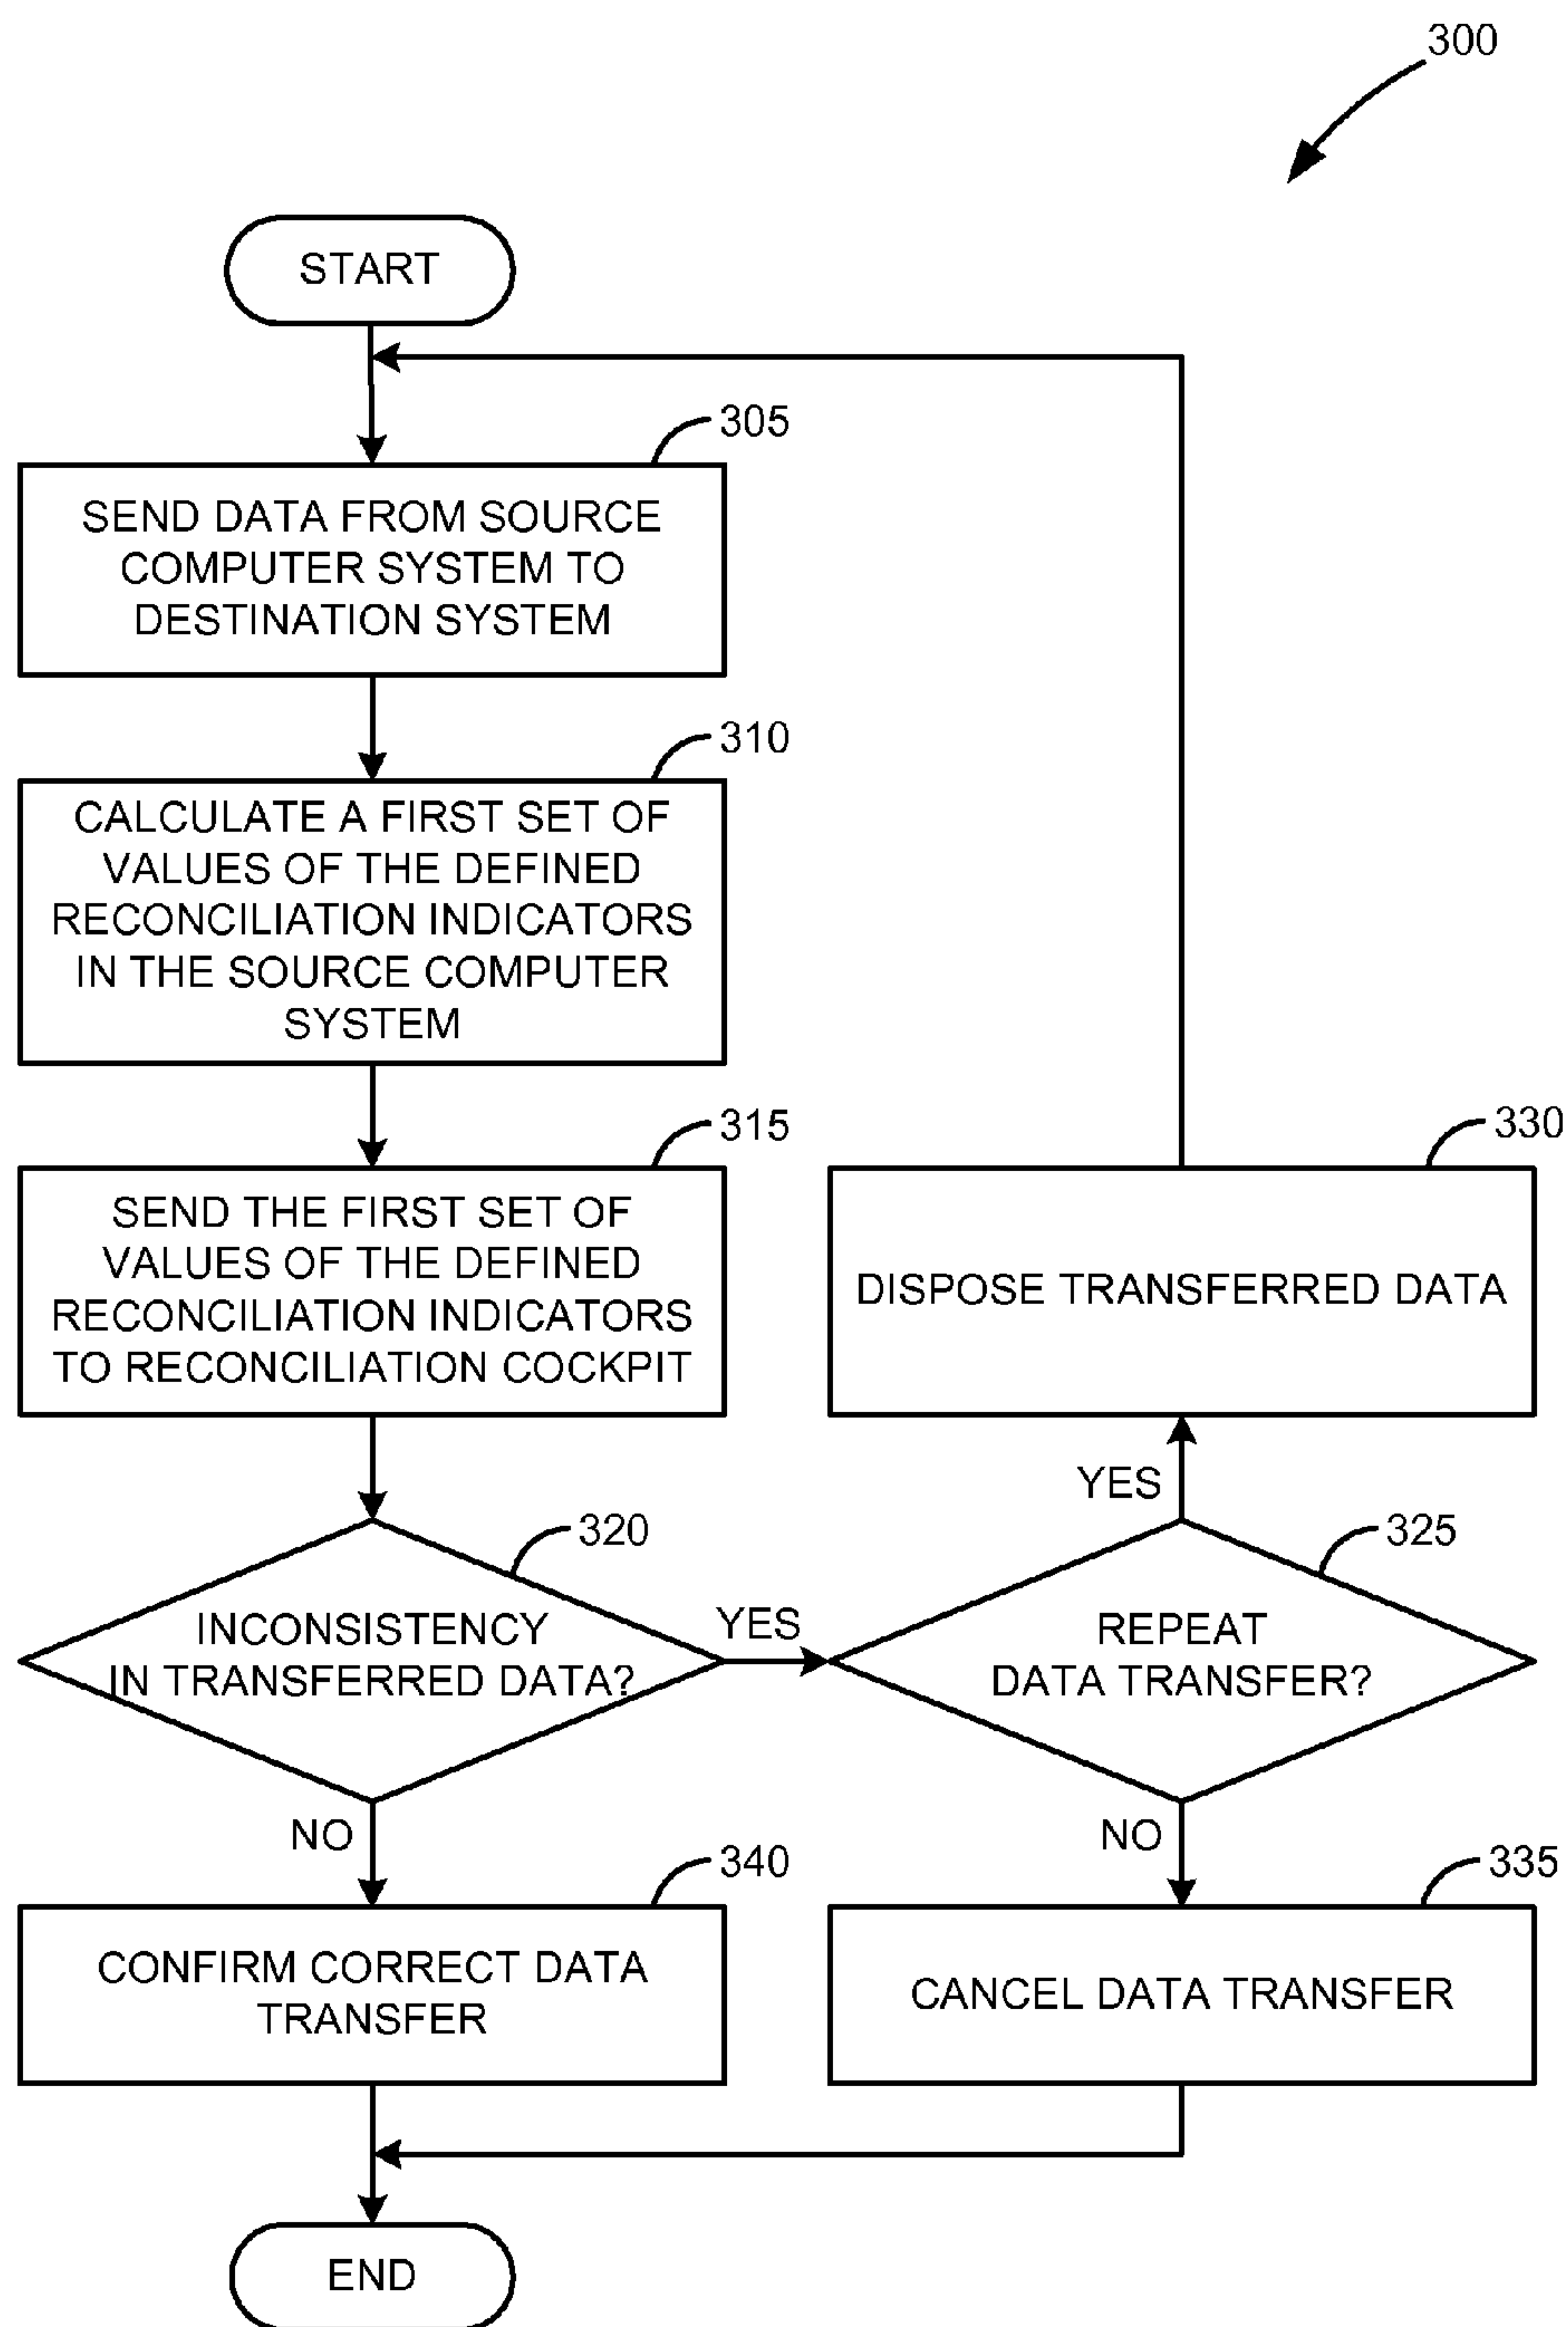 300
START
305
SEND DATA FROM SOURCE
COMPUTER SYSTEM TO
DESTINATION SYSTEM
310
CALCULATE A FIRST SET OF
VALUES OF THE DEFINED
RECONCILIATION INDICATORS
IN THE SOURCE COMPUTER
SYSTEM
315
SEND THE FIRST SET OF
VALUES OF THE DEFINED
RECONCILIATION INDICATORS
TO RECONCILIATION COCKPIT
330
DISPOSE TRANSFERRED DATA
320
INCONSISTENCY
IN TRANSFERRED DATA?
YES
YES
325
REPEAT
DATA TRANSFER?
NO
NO
340
CONFIRM CORRECT DATA
TRANSFER
335
CANCEL DATA TRANSFER
END